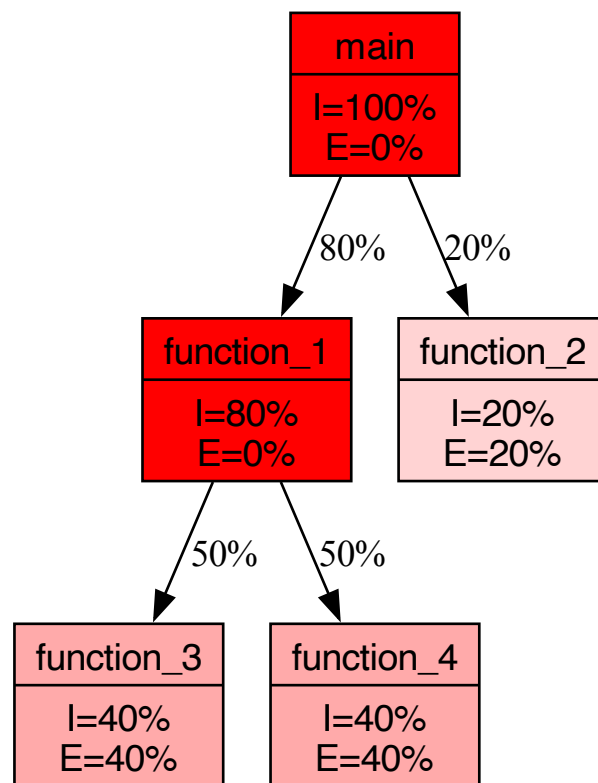 main
I=100%
E=0%
80%
20%
function_1
I=80%
E=0%
function_2
I=20%
E=20%
50%
50%
function_3
I=40%
E=40%
function_4
I=40%
E=40%